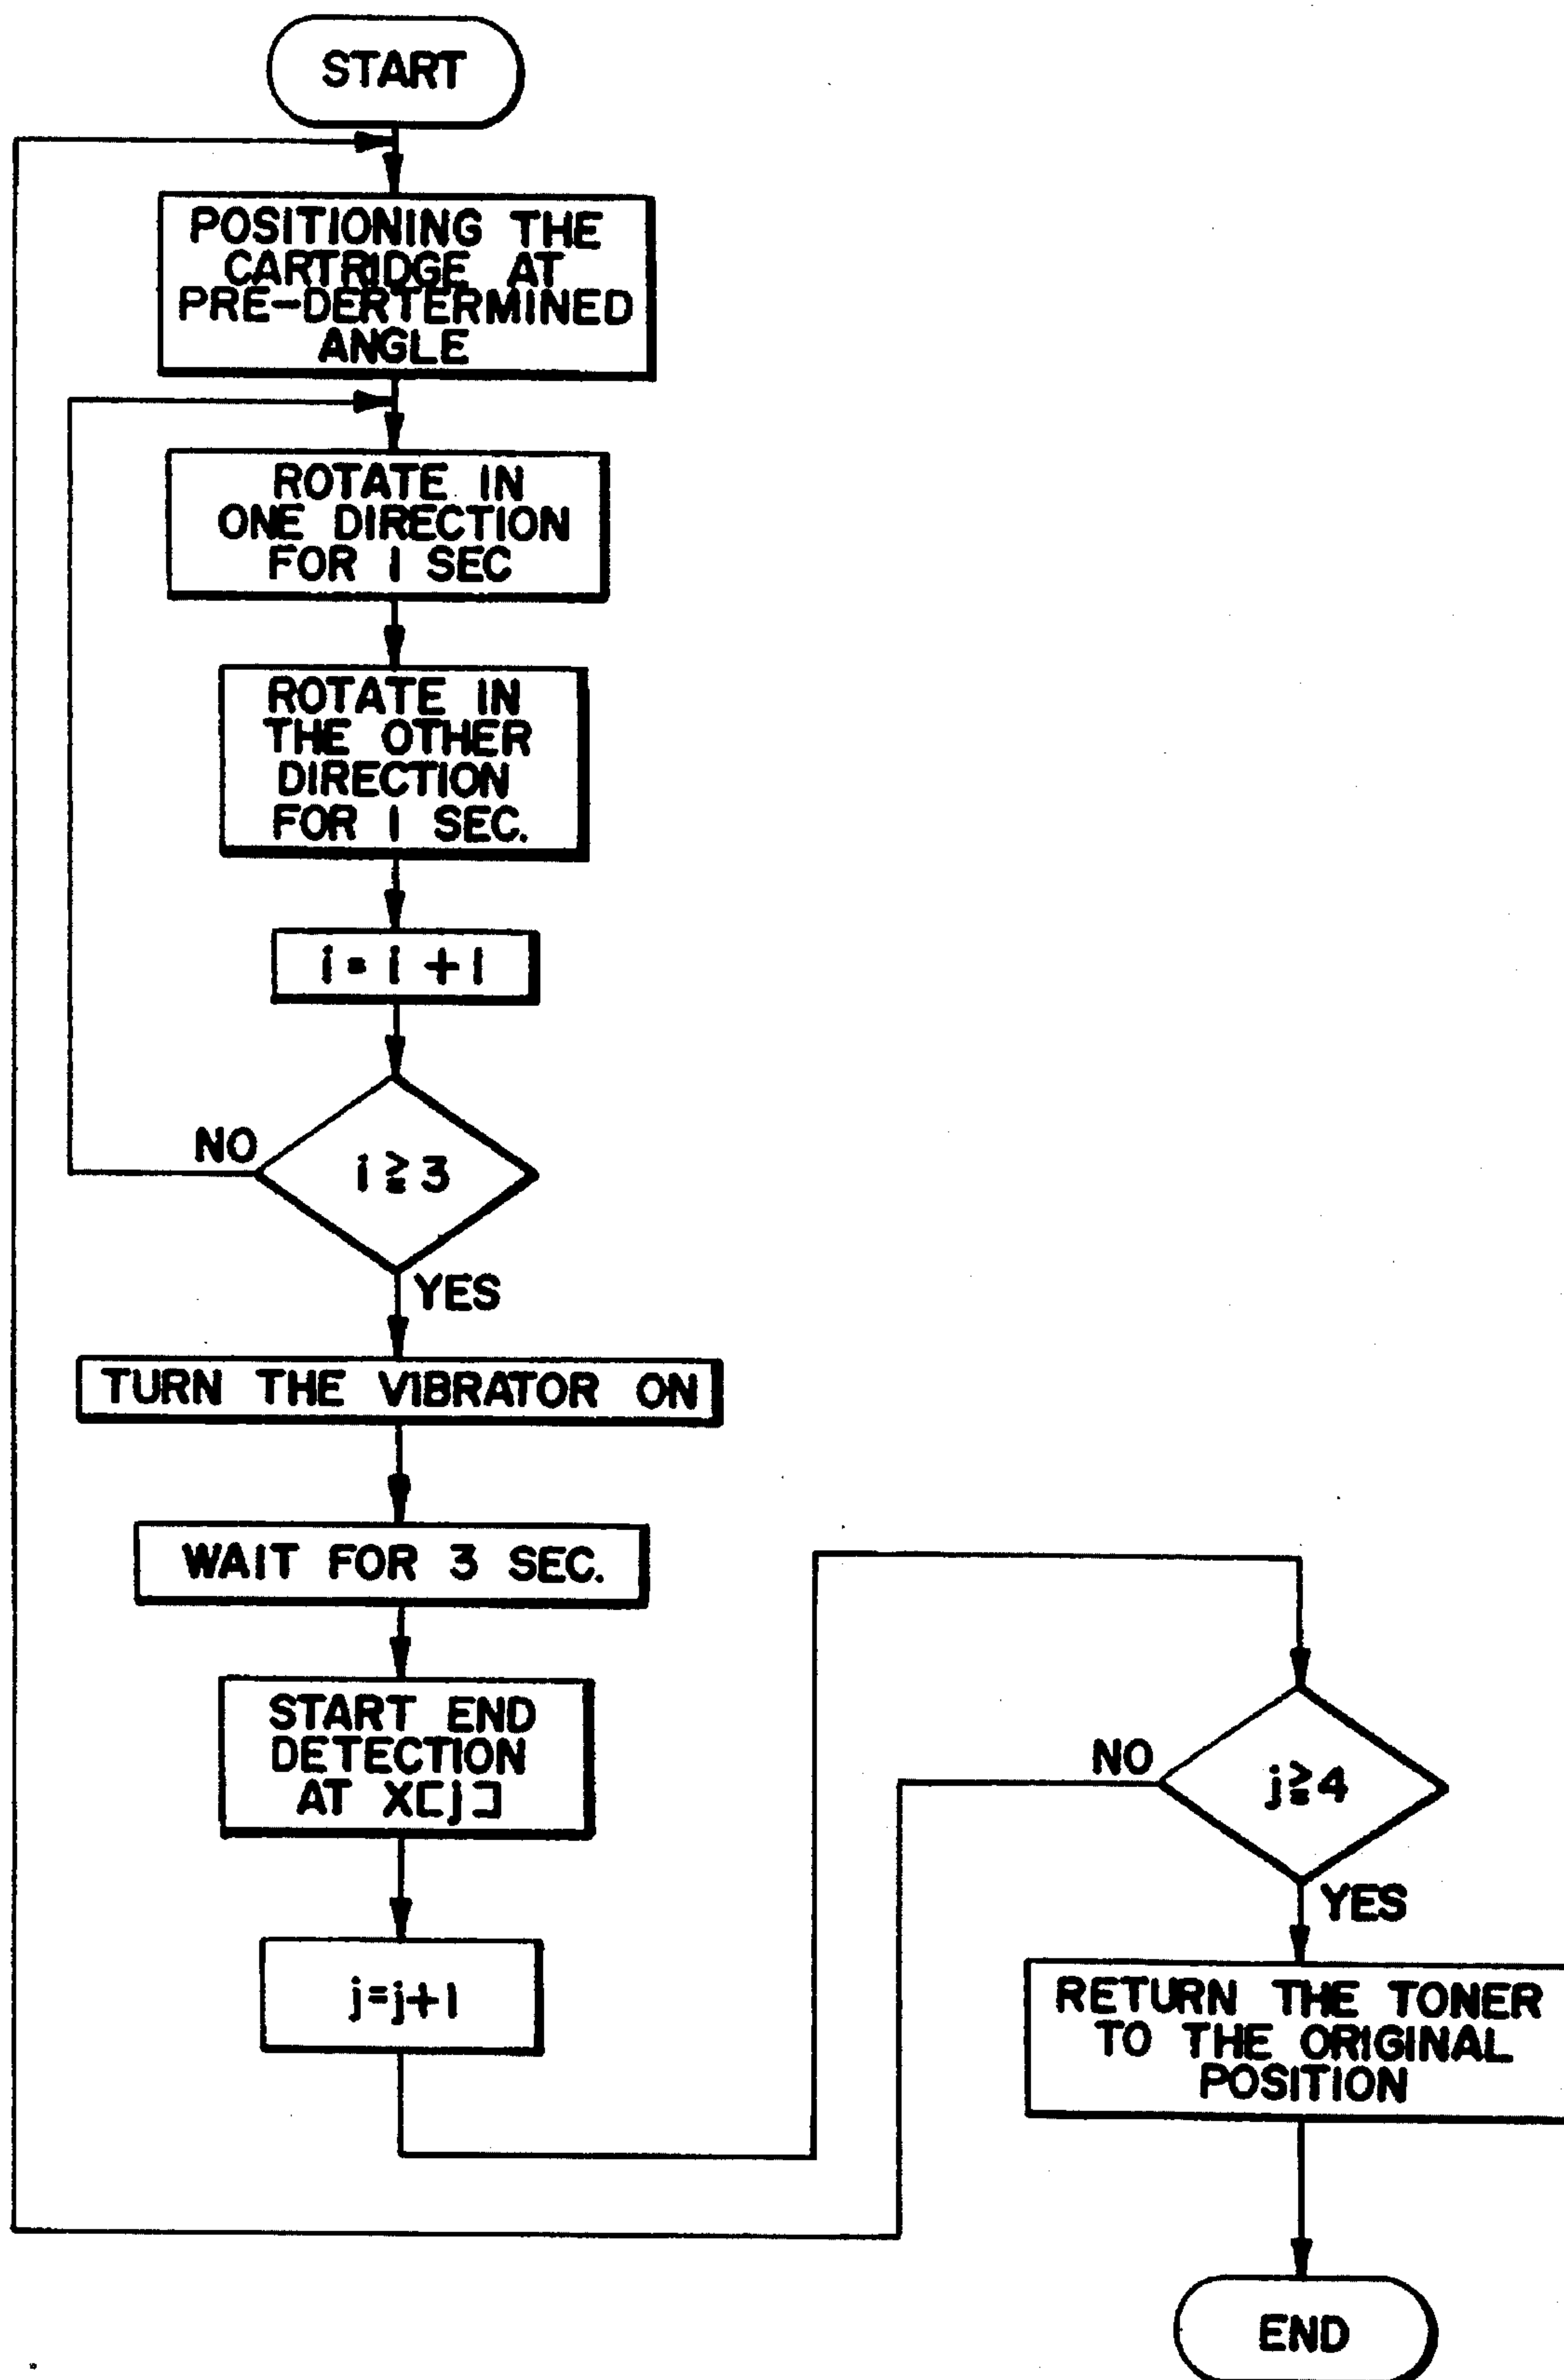 START
POSITIONING THE
CARTRIDGE AT
PRE-DERTERMINED
ANGLE
ROTATE IN
ONE DIRECTION
FOR 1 SEC
ROTATE IN
THE OTHER
DIRECTION
FOR 1 SEC.
i = i + 1
NO
i ≧ 3
YES
TURN THE VIBRATOR ON
WAIT FOR 3 SEC.
START END
DETECTION
AT X[j]
j=j+1
NO
j≧4
YES
RETURN THE TONER
TO THE ORIGINAL
POSITION
END